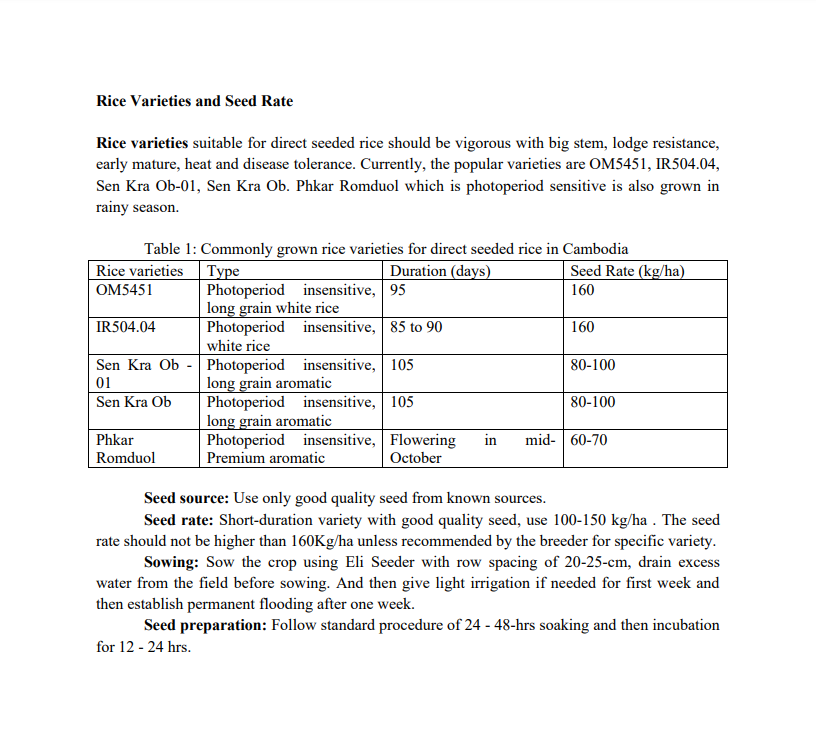 Rice Varieties and Seed Rate
Rice varieties suitable for direct seeded rice should be vigorous with big stem, lodge resistance,
early mature, heat and disease tolerance. Currently, the popular varieties are OM5451, IR504.04,
Sen Kra Ob-01, Sen Kra Ob. Phkar Romduol which is photoperiod sensitive is also grown in
rainy season.
Table 1: Commonly grown rice varieties for direct seeded rice in Cambodia
Rice varieties Type Duration (days) Seed Rate (kg/ha)
OM5451 Photoperiod insensitive, 95 160
long grain white rice
IR504.04 Photoperiod insensitive, 85 to 90 160
white rice
Sen Kra Ob - Photoperiod insensitive, 105 80-100
01 long grain aromatic
Sen Kra Ob Photoperiod insensitive, 105 80-100
long grain aromatic
Phkar Photoperiod insensitive, Flowering in mid- 60-70
Romduol Premium aromatic October
Seed source: Use only good quality seed from known sources.
Seed rate: Short-duration variety with good quality seed, use 100-150 kg/ha . The seed
rate should not be higher than 160Kg/ha unless recommended by the breeder for specific variety.
Sowing: Sow the crop using Eli Seeder with row spacing of 20-25-cm, drain excess
water from the field before sowing. And then give light irrigation if needed for first week and
then establish permanent flooding after one week.
Seed preparation: Follow standard procedure of 24 - 48-hrs soaking and then incubation
for 12 - 24 hrs.